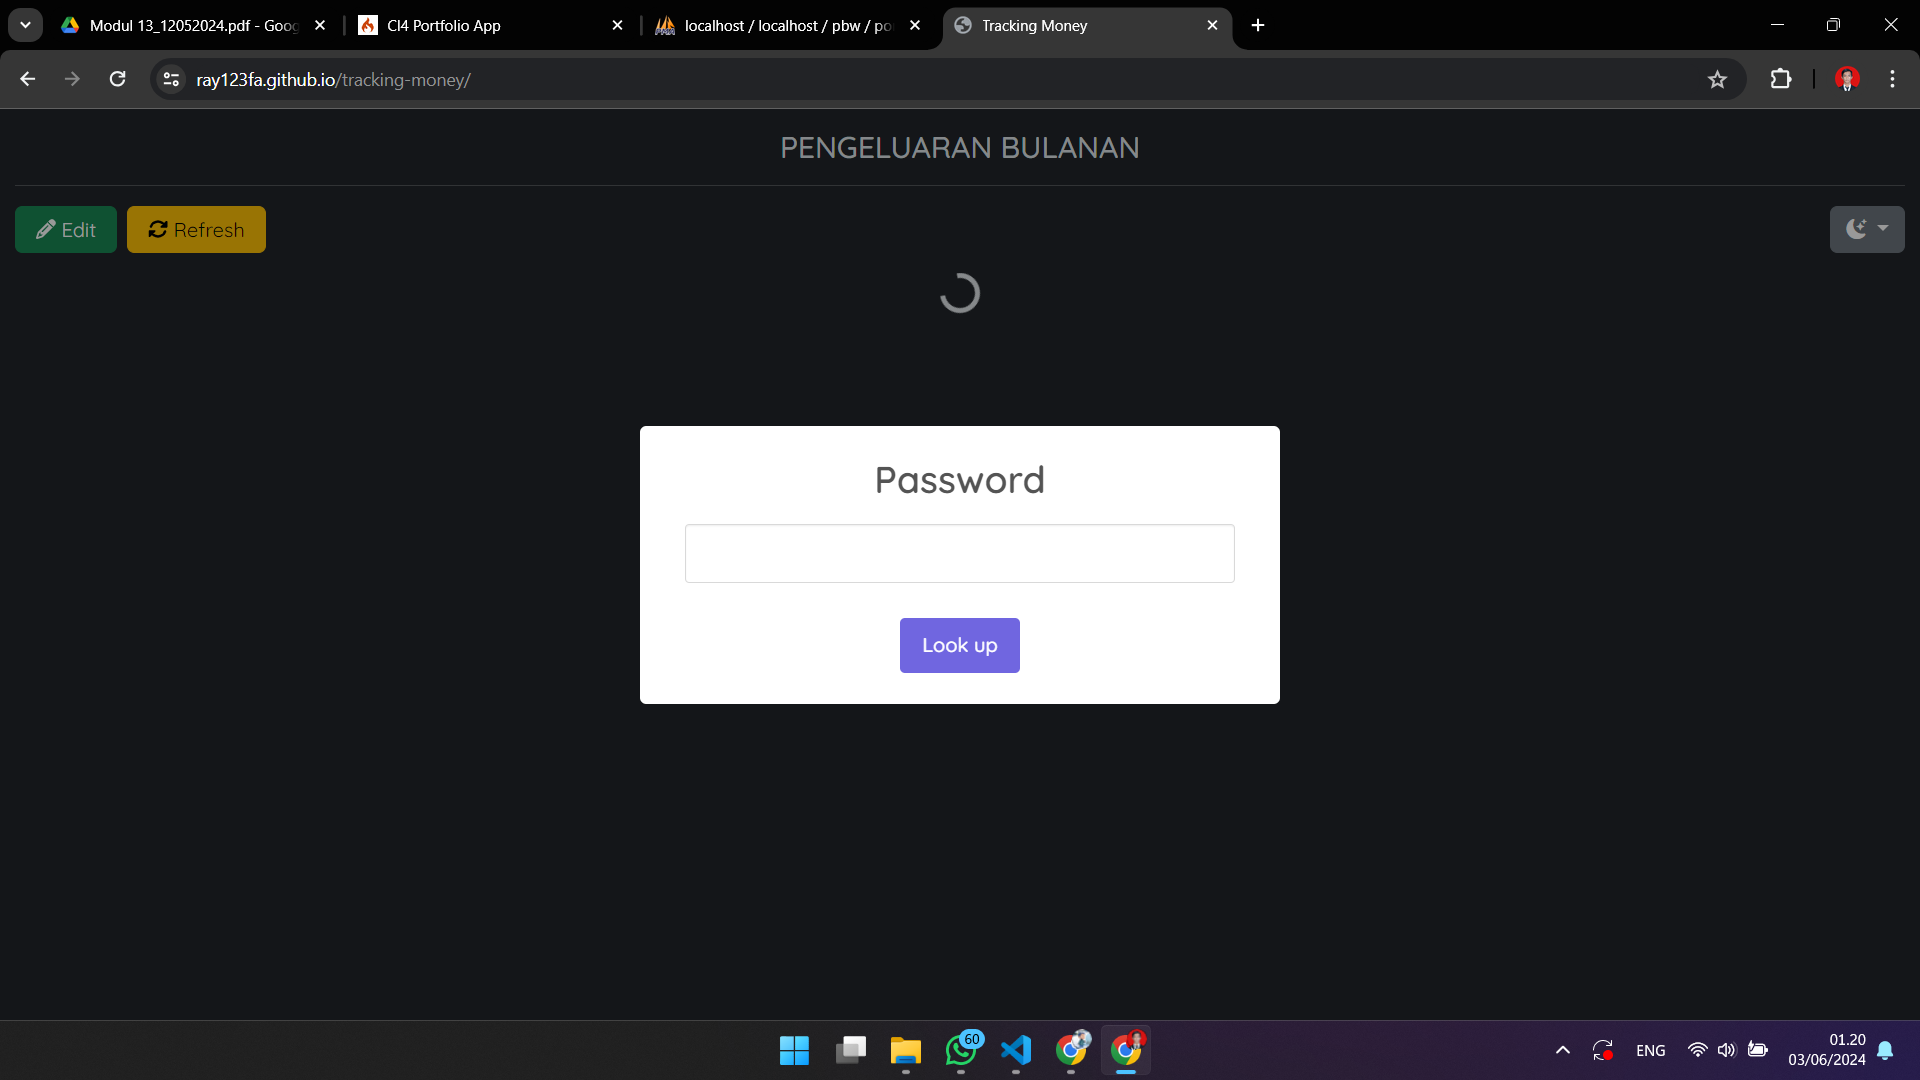 Modul 13_12052024.pdf - Goog
CI4 Portfolio App
localhost / localhost / pbw / po
Tracking Money
ray123fa.github.io/tracking-money/
PENGELUARAN BULANAN
Edit
Refresh
Password
Look up
60
ENG
01.20
03/06/2024